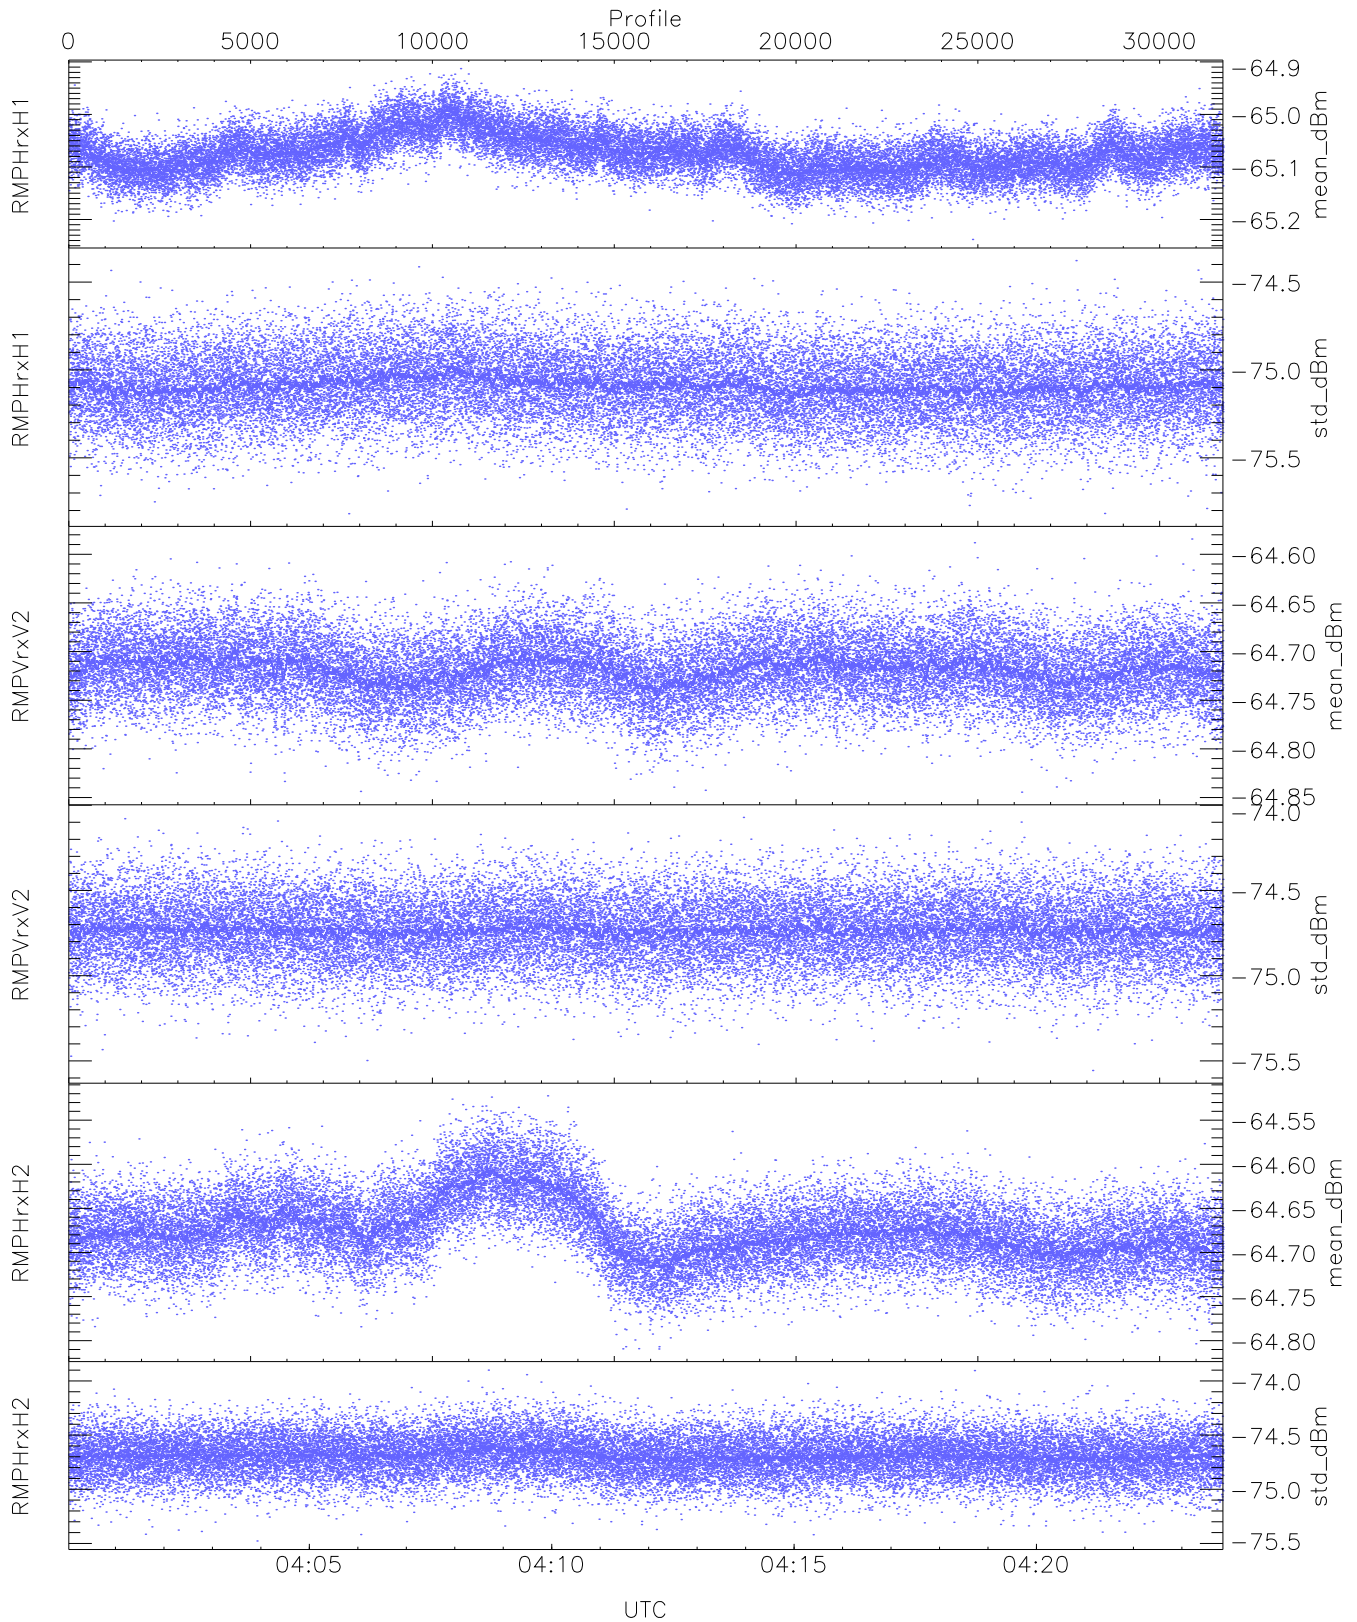 Profile
0 5000 10000 15000 20000 25000 30000
RMPHrxH1
-64.9
-65.0
-65.1
-65.2
mean_dBm
RMPHrxH1
-74.5
-75.0
-75.5
std_dBm
RMPVrxV2
-64.60
-64.65
-64.70
-64.75
-64.80
-64.85
mean_dBm
RMPVrxV2
-74.0
-74.5
-75.0
-75.5
std_dBm
RMPHrxH2
-64.55
-64.60
-64.65
-64.70
-64.75
-64.80
mean_dBm
RMPHrxH2
-74.0
-74.5
-75.0
-75.5
std_dBm
04:05 04:10 04:15 04:20
UTC